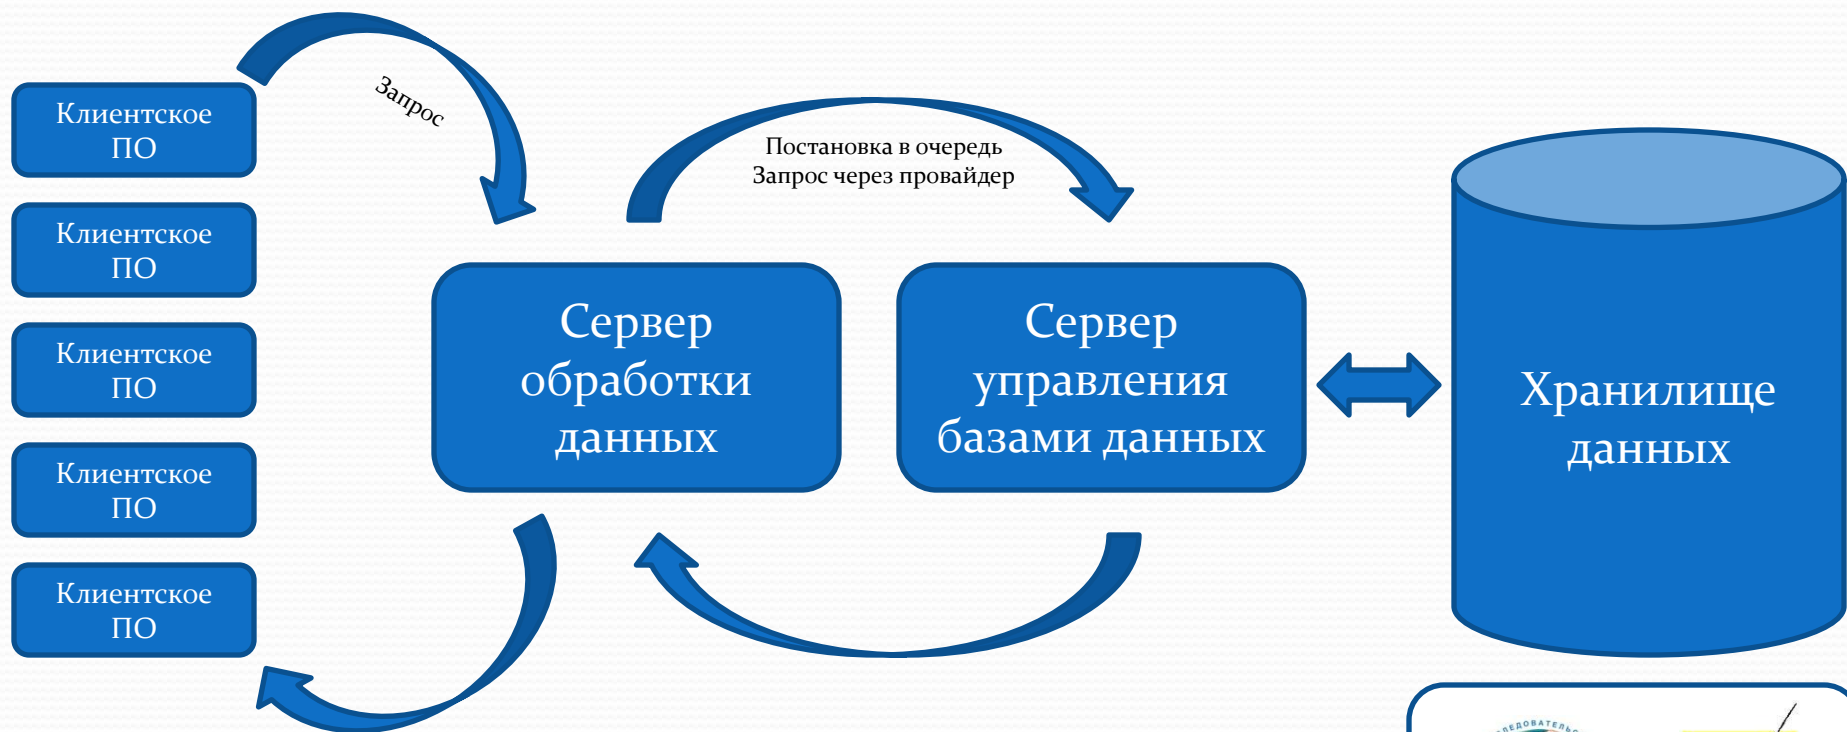 Клиентское
ПО
Клиентское
ПО
Клиентское
ПО
Клиентское
ПО
Клиентское
ПО
Запрос
Постановка в очередь
Запрос через провайдер
Сервер
обработки
данных
Сервер
управления
базами данных
Хранилище
данных